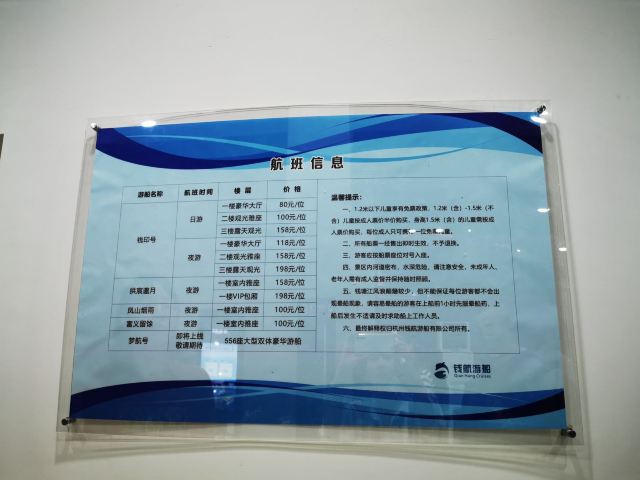 航班信息
游船名称 航班时间 楼层 价格
钱印号 日游 一楼豪华大厅 80元/位
二楼观光雅座 100元/位
三楼露天观光 158元/位
夜游 一楼豪华大厅 118元/位
二楼观光雅座 158元/位
三楼露天观光 198元/位
拱宸邀月 夜游 一楼室内雅座 158元/位
一楼VIP包厢 198元/位
凤山烟雨 夜游 一楼室内雅座 100元/位
富义留馀 夜游 一楼室内雅座 100元/位
梦航号 即将上线 敬请期待 556座大型双体豪华游船
温馨提示：
一、1.2米以下儿童享有免票政策，1.2米（含）-1.5米（不
含）儿童按成人票价半价购买，身高1.5米（含）的儿童需按成
人票价购买，每位成人只可携带一位免票儿童。
二、所有船票一经售出即时生效，不予退换。
三、游客应按船票座位对号入座。
四、景区内河道密布，水深危险，请注意安全，未成年人、
老年人需有成人监管并保持随时照顾。
五、钱塘江风浪颠簸较少，但不能保证每位游客都不会出
现晕船现象，请容易晕船的游客在上船前1小时先服晕船药，上
船后发生不适请及时求助船上工作人员。
六、最终解释权归杭州钱航游船有限公司所有。
钱航游船
Qian Hang Cruises